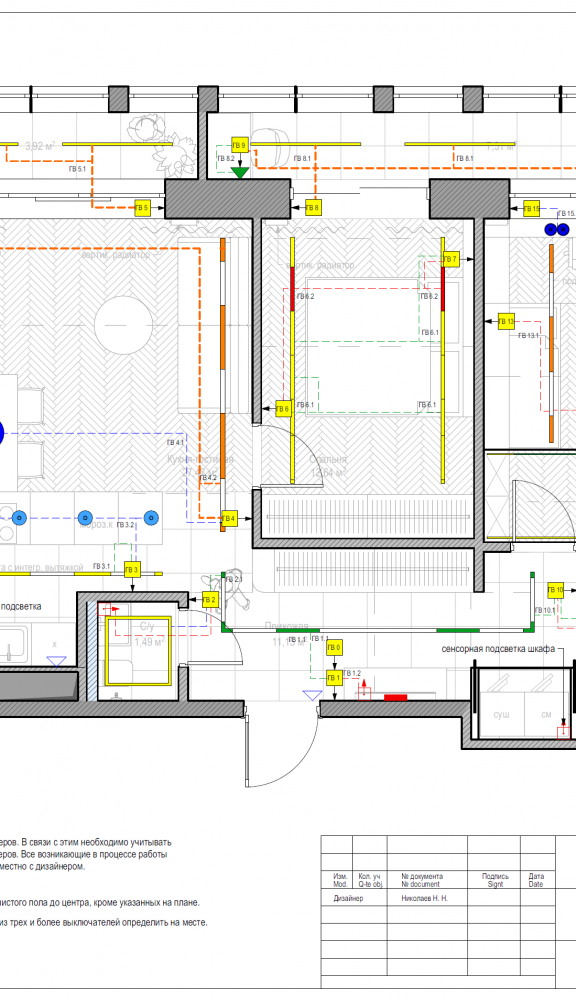 3,92 м²
ГВ 5.1
ГВ 9
ГВ 8.2
ГВ 8.1
ГВ 8.1
7,57 м²
ГВ 5
ГВ 8
ГВ 15
ГВ 15.
вертик. радиатор
вертик. радиатор
ГВ 7
ГВ 6.2
ГВ 6.2
ГВ 13
ГВ 6.1
ГВ 13.1
ГВ 6
ГВ 6.1
ГВ 6.1
ГВ 4.1
Кухня-гостиная
Спальня
12,64 м²
ГВ 4.2
ГВ 4
ГВ 3.2
мороз.к
ГВ 3.1
та с интегр. вытяжкой
ГВ 3
ГВ 2.1
ГВ 10
подсветка
ГВ 2
ГВ 10.1
С/у
1,49 м²
Прихожая
11,13 м²
ГВ 1.1
ГВ 1.1
ГВ 0
сенсорная подсветка шкафа
х
ГВ 1
ГВ 1.2
суш
см
еров. В связи с этим необходимо учитывать
еров. Все возникающие в процессе работы
местно с дизайнером.
истого пола до центра, кроме указанных на плане.
из трех и более выключателей определить на месте.
Изм. Кол. уч № документа Подпись Дата
Mod. Q-te obj. № document Signt Date
Дизайнер Николаев Н. Н.